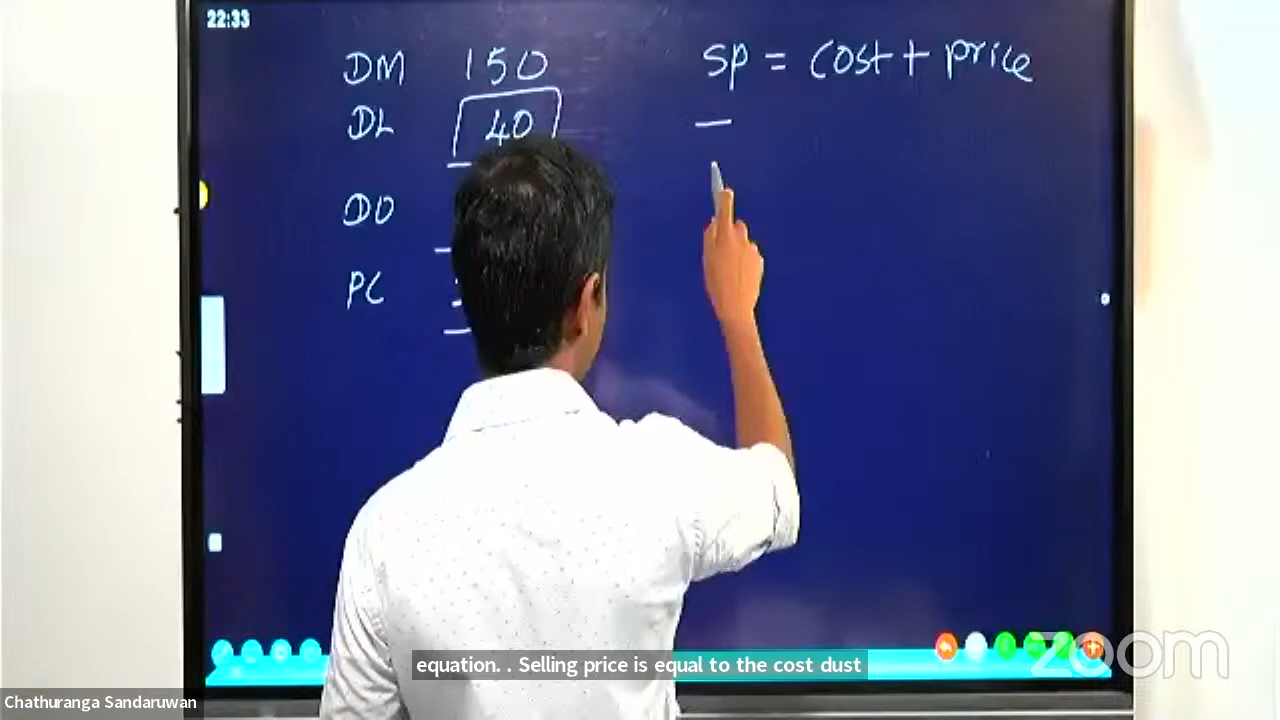 22:33
DM 150
DL 40
DO
PC
SP = cost + price
zoom
equation. . Selling price is equal to the cost dust
Chathuranga Sandaruwan